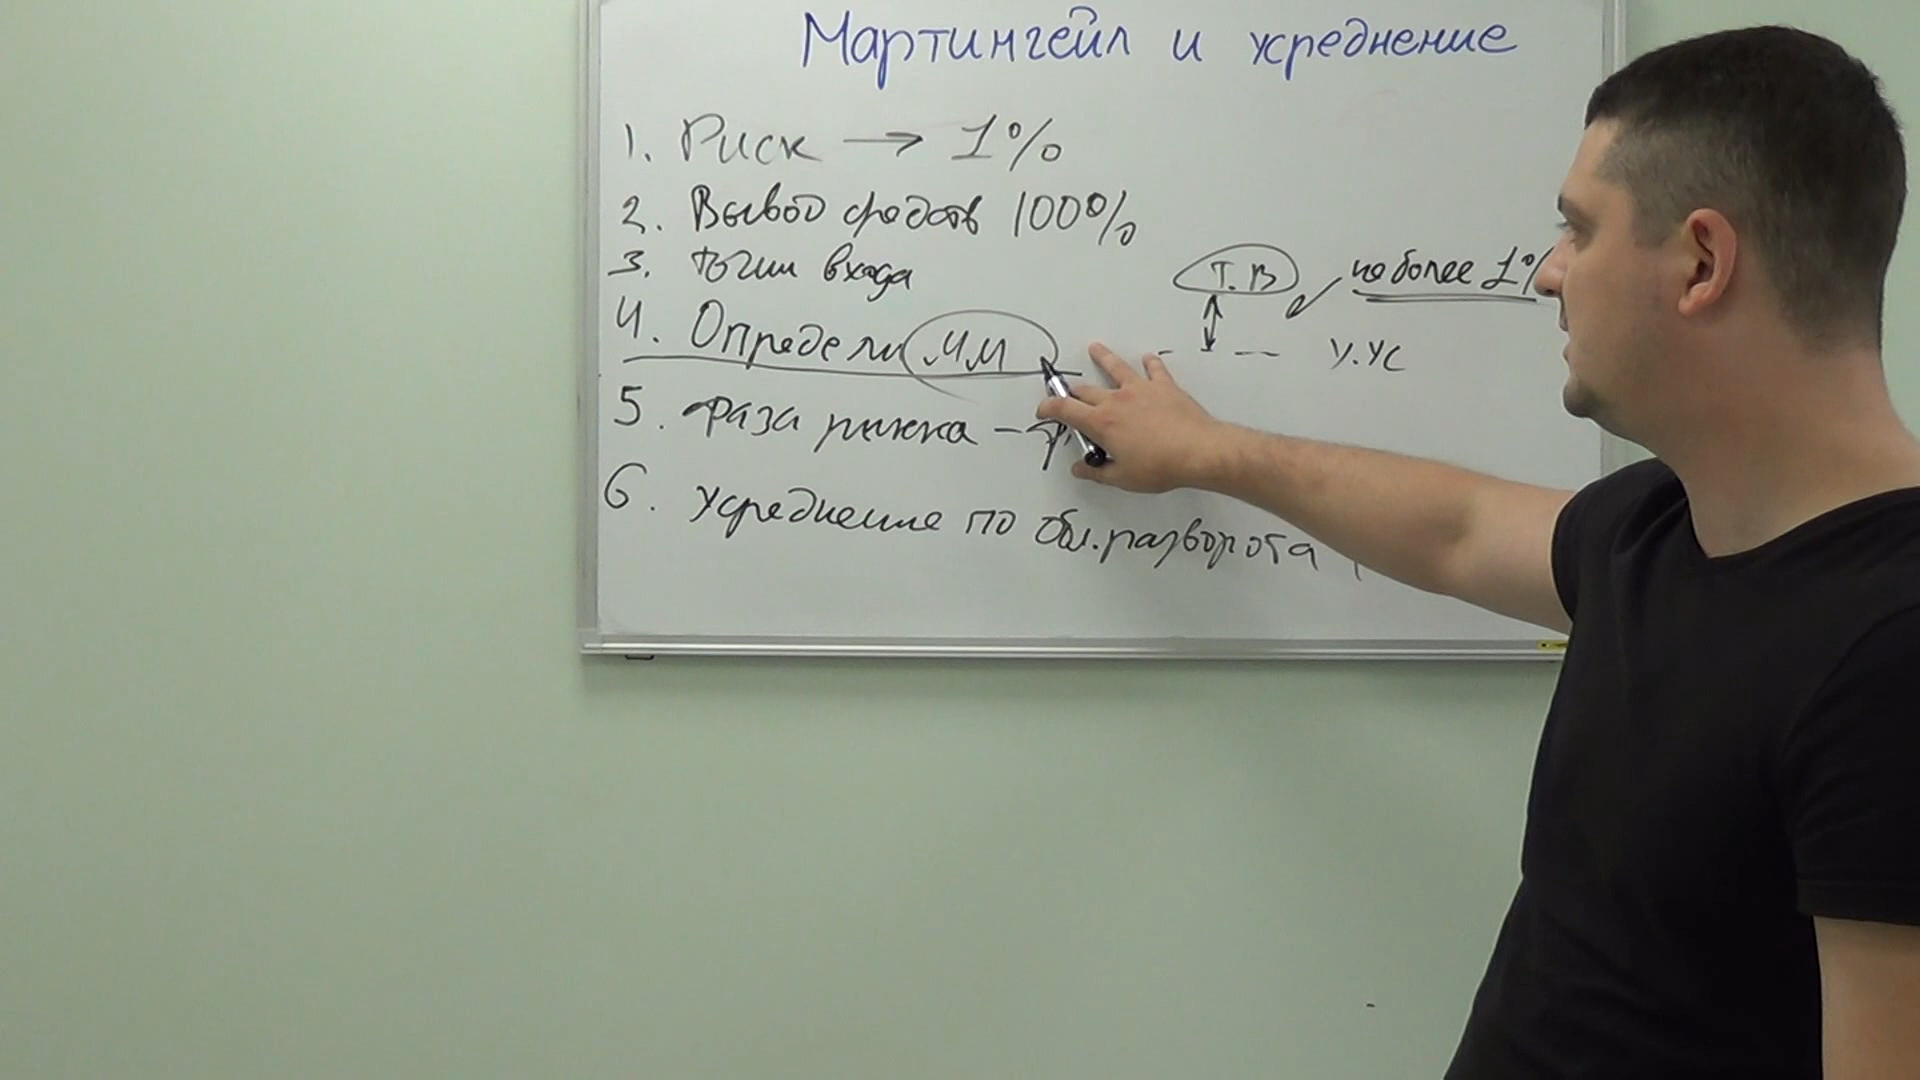 Мартингейл и усреднение
1. Риск → 1%
2. Вывод средств 100%
3. точки входа
Т.В не более 1%
4. Определи ММ
У.УС
5. фаза рынка –
6. Усреднение по обл. разворота